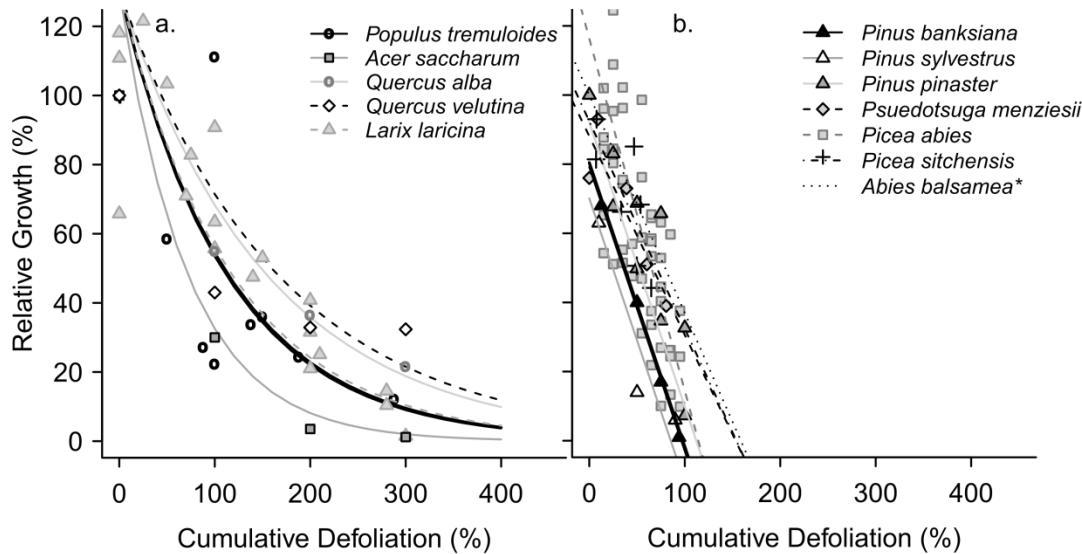 a.
Populus tremuloides
Acer saccharum
Quercus alba
Quercus velutina
Larix laricina
b.
Pinus banksiana
Pinus sylvestrus
Pinus pinaster
Psuedotsuga menziesii
Picea abies
Picea sitchensis
Abies balsamea*
Relative Growth (%)
120
100
80
60
40
20
0
0 100 200 300 400
0 100 200 300 400
Cumulative Defoliation (%)
Cumulative Defoliation (%)